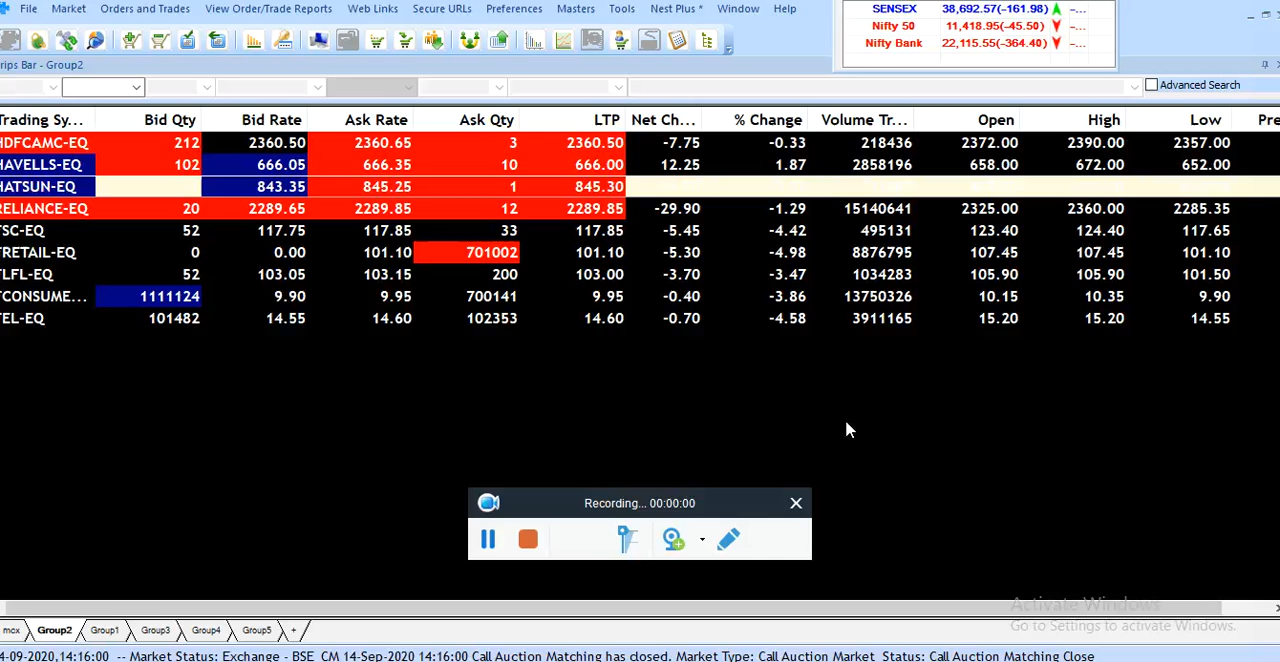 File Market Orders and Trades View Order/Trade Reports Web Links Secure URLs Preferences Masters Tools Nest Plus * Window Help
SENSEX 38,692.57(-161.98) -...
Nifty 50 11,418.95(-45.50) -...
Nifty Bank 22,115.55(-364.40) -...
rips Bar - Group2
Advanced Search
Trading Sy... Bid Qty Bid Rate Ask Rate Ask Qty LTP Net Ch... % Change Volume Tr... Open High Low Pre
HDFCAMC-EQ 212 2360.50 2360.65 3 2360.50 -7.75 -0.33 218436 2372.00 2390.00 2357.00
HAVELLS-EQ 102 666.05 666.35 10 666.00 12.25 1.87 2858196 658.00 672.00 652.00
HATSUN-EQ 843.35 845.25 1 845.30
RELIANCE-EQ 20 2289.65 2289.85 12 2289.85 -29.90 -1.29 15140641 2325.00 2360.00 2285.35
FSC-EQ 52 117.75 117.85 33 117.85 -5.45 -4.42 495131 123.40 124.40 117.65
FRETAIL-EQ 0 0.00 101.10 701002 101.10 -5.30 -4.98 8876795 107.45 107.45 101.10
FLFL-EQ 52 103.05 103.15 200 103.00 -3.70 -3.47 1034283 105.90 105.90 101.50
FCONSUME... 1111124 9.90 9.95 700141 9.95 -0.40 -3.86 13750326 10.15 10.35 9.90
FEL-EQ 101482 14.55 14.60 102353 14.60 -0.70 -4.58 3911165 15.20 15.20 14.55
Recording... 00:00:00
Activate Windows
Go to Settings to activate Windows.
mcx Group2 Group1 Group3 Group4 Group5 +
4-09-2020,14:16:00 -- Market Status: Exchange - BSE_CM 14-Sep-2020 14:16:00 Call Auction Matching has closed. Market Type: Call Auction Market Status: Call Auction Matching Close